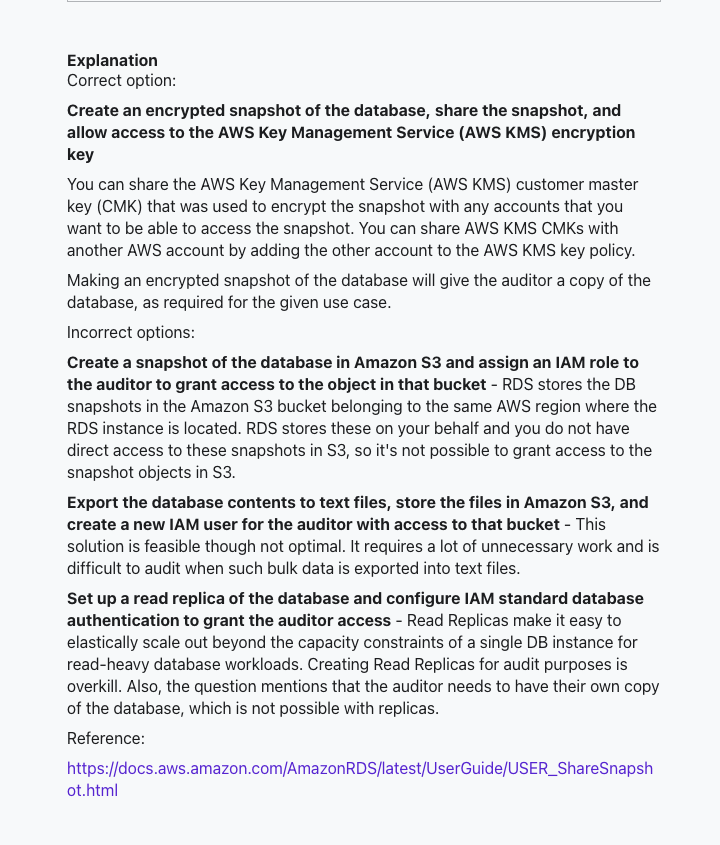 Explanation
Correct option:
Create an encrypted snapshot of the database, share the snapshot, and
allow access to the AWS Key Management Service (AWS KMS) encryption
key
You can share the AWS Key Management Service (AWS KMS) customer master
key (CMK) that was used to encrypt the snapshot with any accounts that you
want to be able to access the snapshot. You can share AWS KMS CMKs with
another AWS account by adding the other account to the AWS KMS key policy.
Making an encrypted snapshot of the database will give the auditor a copy of the
database, as required for the given use case.
Incorrect options:
Create a snapshot of the database in Amazon S3 and assign an IAM role to
the auditor to grant access to the object in that bucket - RDS stores the DB
snapshots in the Amazon S3 bucket belonging to the same AWS region where the
RDS instance is located. RDS stores these on your behalf and you do not have
direct access to these snapshots in S3, so it's not possible to grant access to the
snapshot objects in S3.
Export the database contents to text files, store the files in Amazon S3, and
create a new IAM user for the auditor with access to that bucket - This
solution is feasible though not optimal. It requires a lot of unnecessary work and is
difficult to audit when such bulk data is exported into text files.
Set up a read replica of the database and configure IAM standard database
authentication to grant the auditor access - Read Replicas make it easy to
elastically scale out beyond the capacity constraints of a single DB instance for
read-heavy database workloads. Creating Read Replicas for audit purposes is
overkill. Also, the question mentions that the auditor needs to have their own copy
of the database, which is not possible with replicas.
Reference:
https://docs.aws.amazon.com/AmazonRDS/latest/UserGuide/USER_ShareSnapsh
ot.html